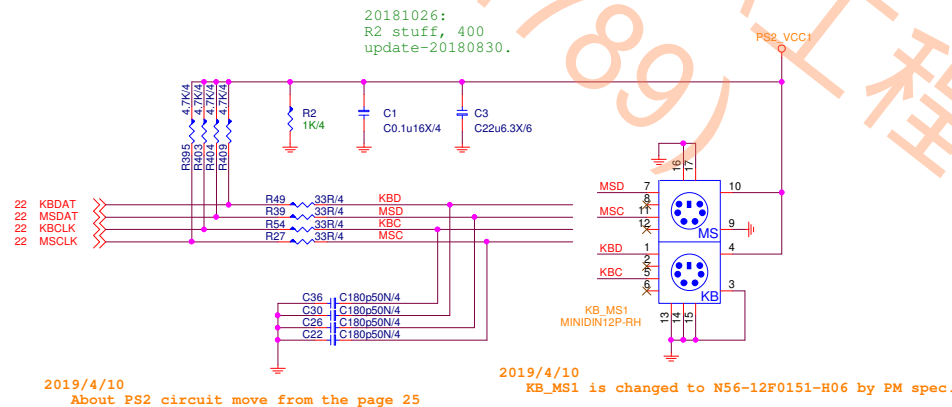 20181026:
R2 stuff, 400
update-20180830.
789)
工程
PS2_VCC1
4.7K/4
4.7K/4
4.7K/4
4.7K/4
R395
R403
R404
R409
R2
1K/4
C1
C0.1u16X/4
C3
C22u6.3X/6
16
17
MSD 7
8
MSC 11
12
10
9
MS
KBD 1
2
KBC 5
6
4
3
KB
13
14
15
KB_MS1
MINIDIN12P-RH
22 KBDAT R49 33R/4 KBD
22 MSDAT R39 33R/4 MSD
22 KBCLK R54 33R/4 KBC
22 MSCLK R27 33R/4 MSC
C36 C180p50N/4
C30 C180p50N/4
C26 C180p50N/4
C22 C180p50N/4
2019/4/10
About PS2 circuit move from the page 25
2019/4/10
KB_MS1 is changed to N56-12F0151-H06 by PM spec.